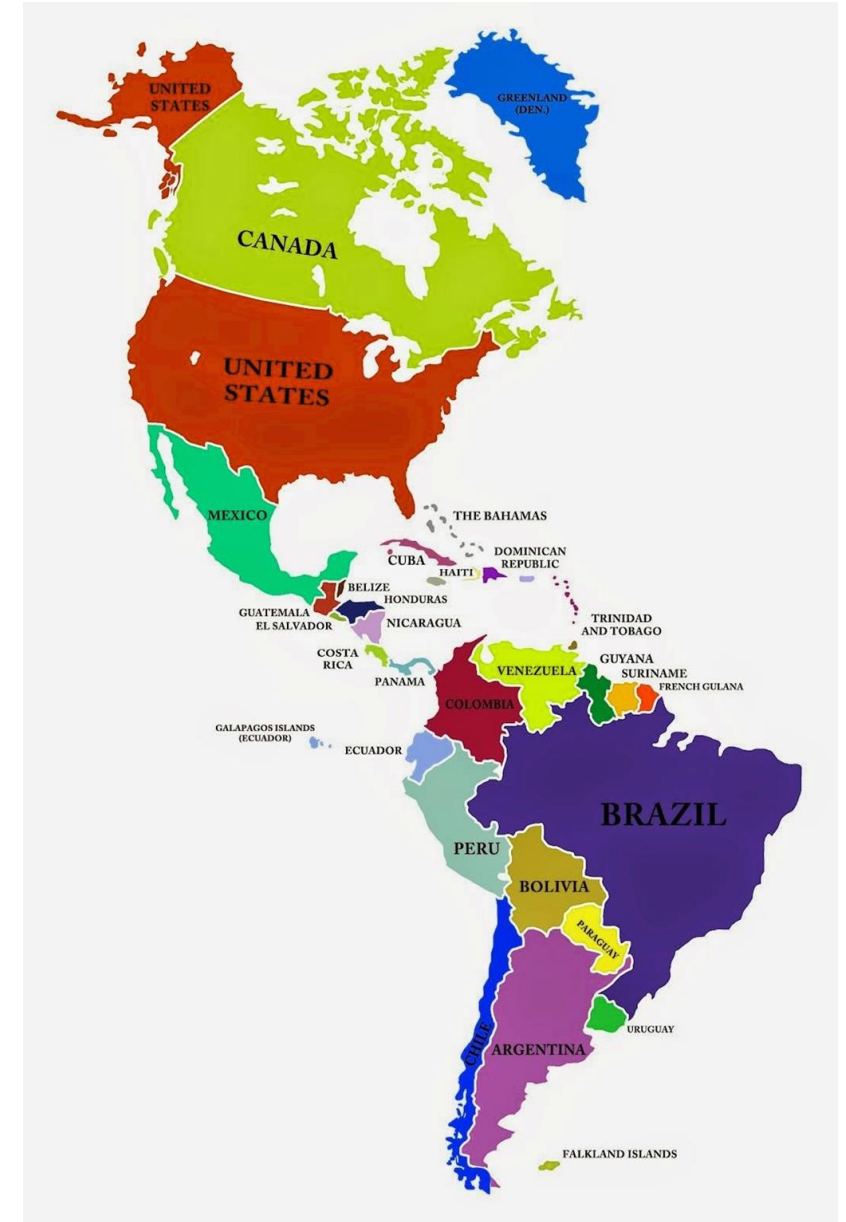 UNITED
STATES
GREENLAND
(DEN.)
CANADA
UNITED
STATES
MEXICO
THE BAHAMAS
CUBA
HAITI
DOMINICAN
REPUBLIC
BELIZE
HONDURAS
GUATEMALA
EL SALVADOR
NICARAGUA
TRINIDAD
AND TOBAGO
COSTA
RICA
PANAMA
VENEZUELA
GUYANA
SURINAME
FRENCH GULANA
COLOMBIA
GALAPAGOS ISLANDS
(ECUADOR)
ECUADOR
BRAZIL
PERU
BOLIVIA
PARAGUAY
URUGUAY
CHILE
ARGENTINA
FALKLAND ISLANDS